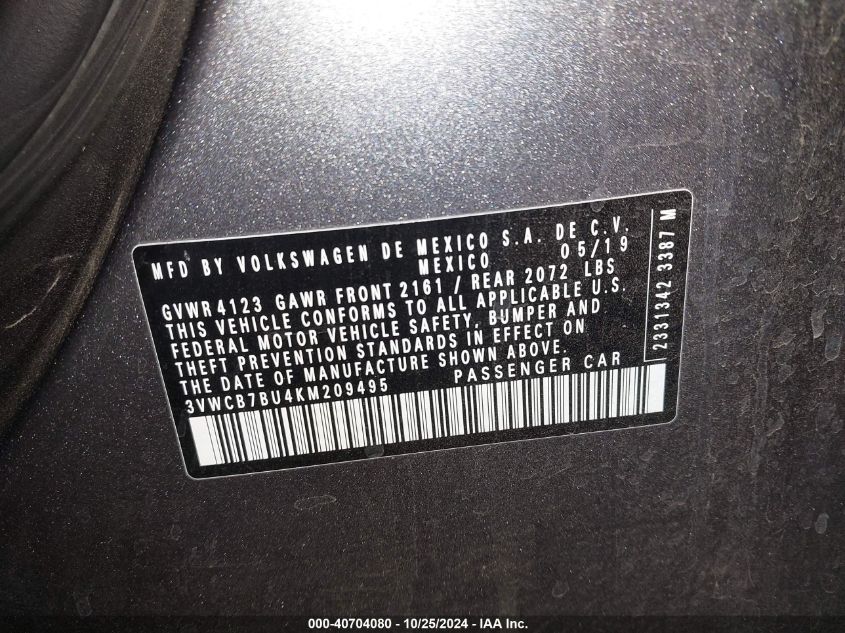 MFD BY VOLKSWAGEN DE MEXICO S.A. DE C.V.
MEXICO 05/19
GVWR 4123 GAWR FRONT 2161 / REAR 2072 LBS
THIS VEHICLE CONFORMS TO ALL APPLICABLE U.S.
FEDERAL MOTOR VEHICLE SAFETY, BUMPER AND
THEFT PREVENTION STANDARDS IN EFFECT ON
THE DATE OF MANUFACTURE SHOWN ABOVE.
3VWCB7BU4KM209495 PASSENGER CAR
2331342 3387 M
000-40704080 - 10/25/2024 - IAA Inc.